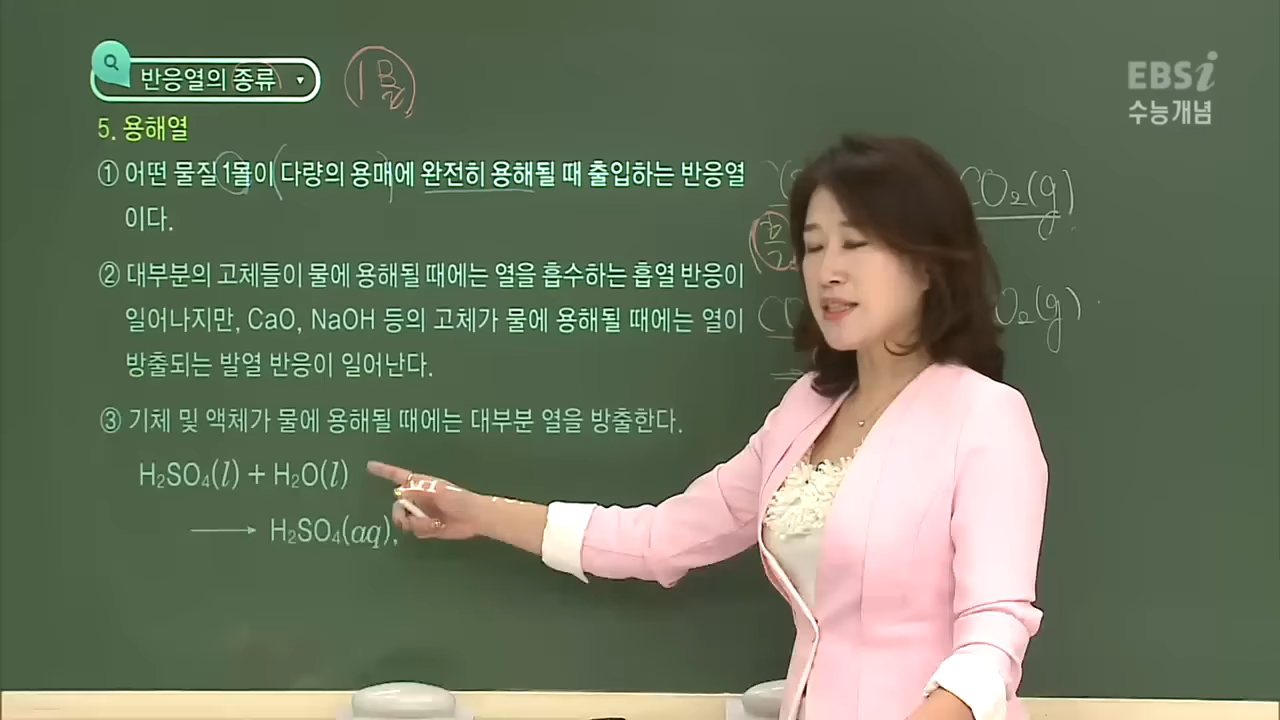 반응열의 종류
EBSi
수능개념
5. 용해열
① 어떤 물질 1몰이 다량의 용매에 완전히 용해될 때 출입하는 반응열
이다.
② 대부분의 고체들이 물에 용해될 때에는 열을 흡수하는 흡열 반응이
일어나지만, CaO, NaOH 등의 고체가 물에 용해될 때에는 열이
방출되는 발열 반응이 일어난다.
③ 기체 및 액체가 물에 용해될 때에는 대부분 열을 방출한다.
H₂SO₄(l) + H₂O(l)
⟶ H₂SO₄(aq),
CO₂(g)
O₂(g)